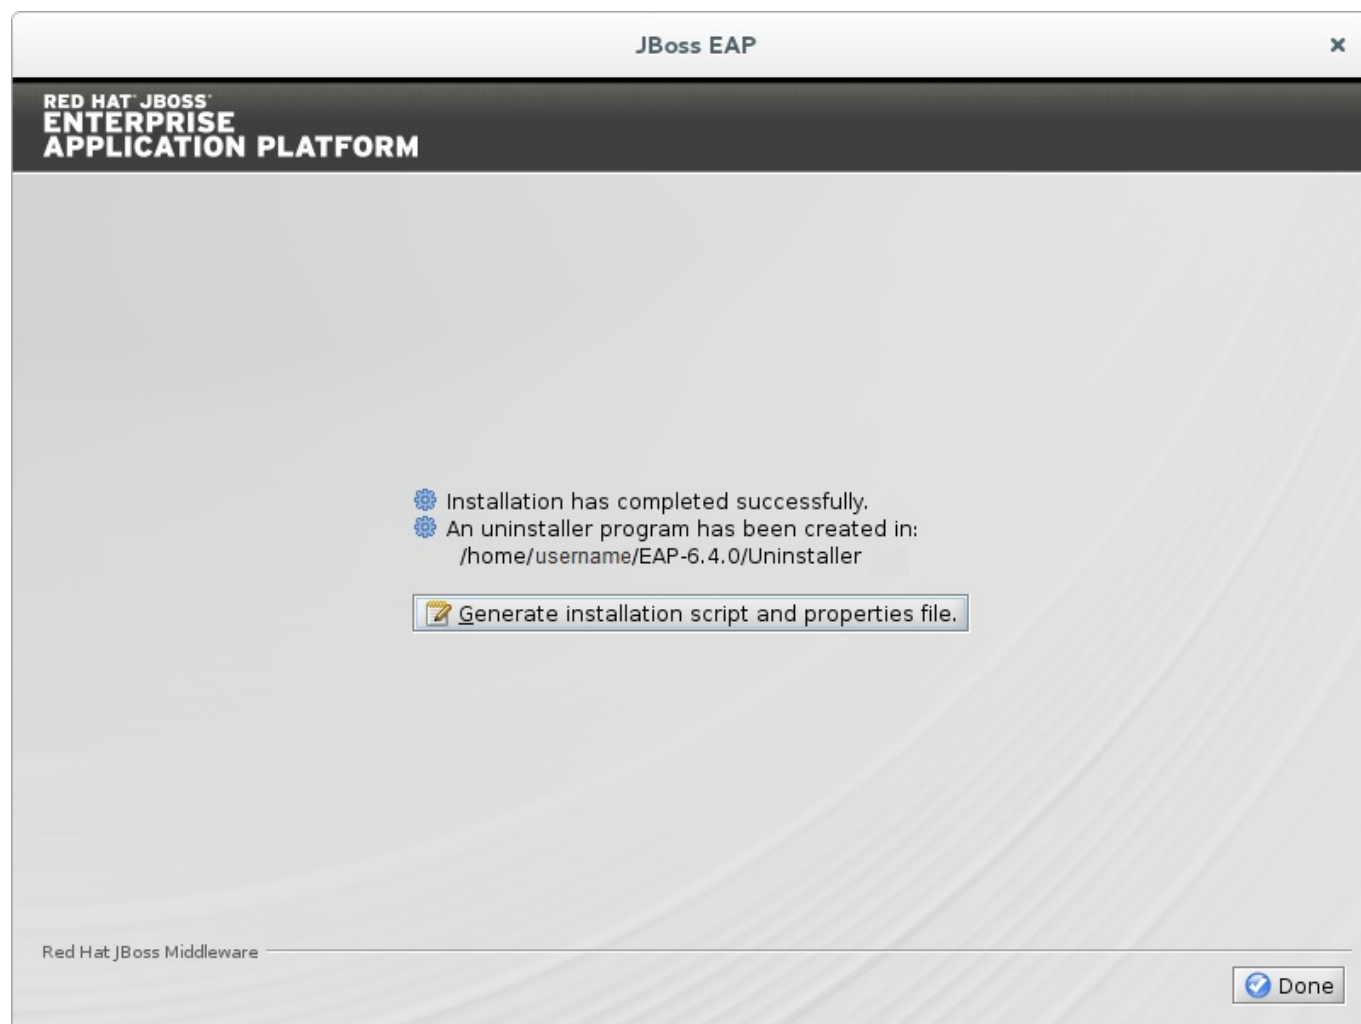 JBoss EAP
RED HAT JBOSS
ENTERPRISE
APPLICATION PLATFORM
Installation has completed successfully.
An uninstaller program has been created in:
/home/username/EAP-6.4.0/Uninstaller
Generate installation script and properties file.
Red Hat JBoss Middleware
Done